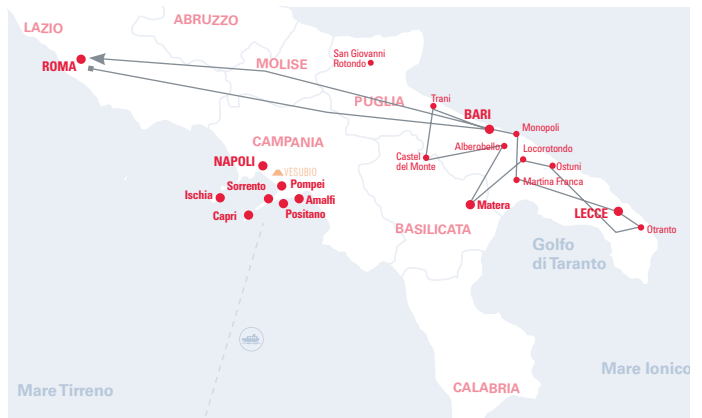 LAZIO
ABRUZZO
ROMA
MOLISE
San Giovanni
Rotondo
PUGLIA
Trani
BARI
Monopoli
CAMPANIA
Alberobello
Locorotondo
NAPOLI
VESUBIO
Castel
del Monte
Ostuni
Sorrento
Pompei
Martina Franca
Ischia
Amalfi
Matera
Capri
Positano
LECCE
BASILICATA
Otranto
Golfo
di Taranto
Mare Ionico
Mare Tirreno
CALABRIA